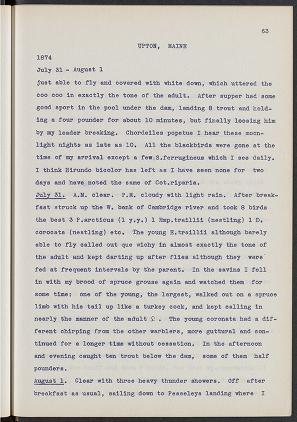 63
UPTON, MAINE
1874
July 31 - August 1
just able to fly and covered with white down, which uttered the
coo coo in exactly the tone of the adult. After supper had some
good sport in the pool under the dam, landing 8 trout and hold-
ing a four pounder for about 10 minutes, but finally loosing him
by my leader breaking. Chordeiles popetue I hear these moon-
light nights as late as 10. All the blackbirds were gone at the
time of my arrival except a few S.ferrugineus which I see daily.
I think Hirundo bicolor has left as I have seen none for two
days and have noted the same of Cot.riparia.
July 31. A.M. clear. P.M. cloudy with light rain. After break-
fast struck up the W. bank of Cambridge river and took 8 birds
the best 3 P.arcticus (1 y.y.) 1 Emp.traillii (nestling) 1 D.
coronata (nestling) etc. The young E.traillii although barely
able to fly called out que wichy in almost exactly the tone of
the adult and kept darting up after flies although they were
fed at frequent intervals by the parent. In the savins I fell
in with my brood of spruce grouse again and watched them for
some time; one of the young, the largest, walked out on a spruce
limb with his tail up like a turkey cock, and kept calling in
nearly the manner of the adult ♀. The young coronata had a dif-
ferent chirping from the other warblers, more guttural and con-
tinued for a longer time without cessation. In the afternoon
and evening caught ten trout below the dam, some of them half
pounders.
August 1. Clear with three heavy thunder showers. Off after
breakfast as usual, sailing down to Peaseleys landing where I